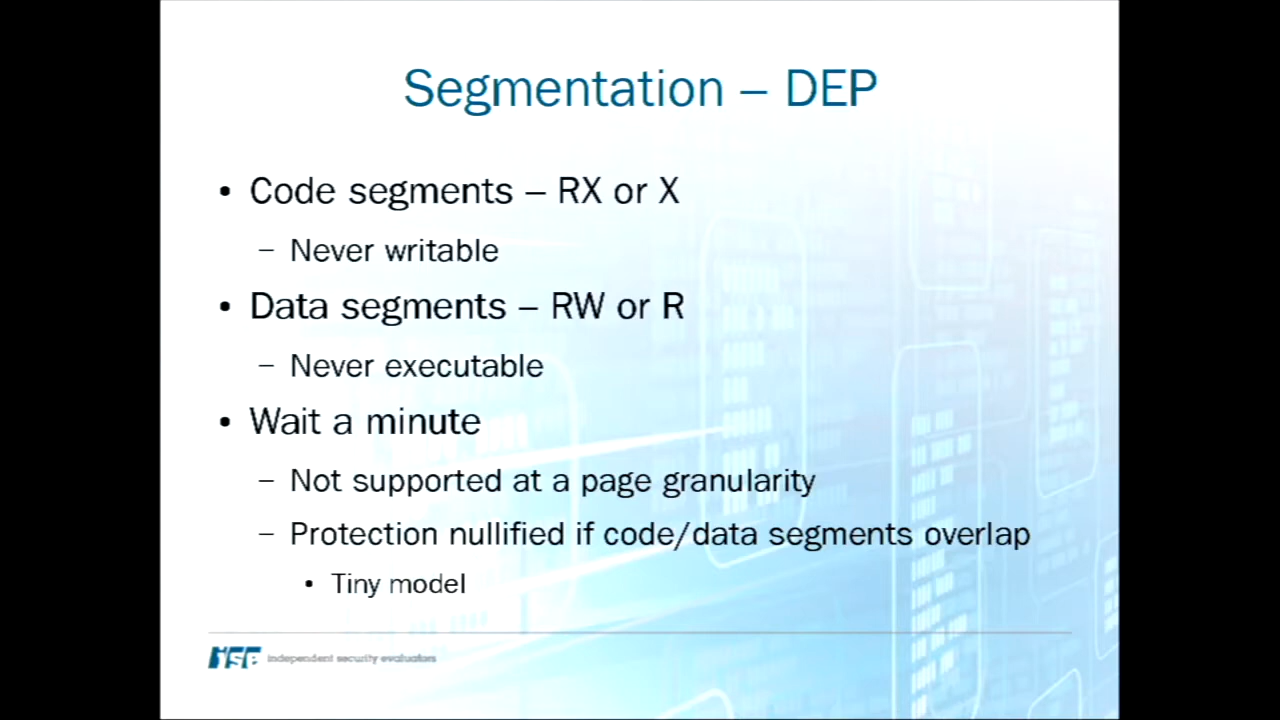 Segmentation – DEP
• Code segments – RX or X
– Never writable
• Data segments – RW or R
– Never executable
• Wait a minute
– Not supported at a page granularity
– Protection nullified if code/data segments overlap
• Tiny model
ise independent security evaluators